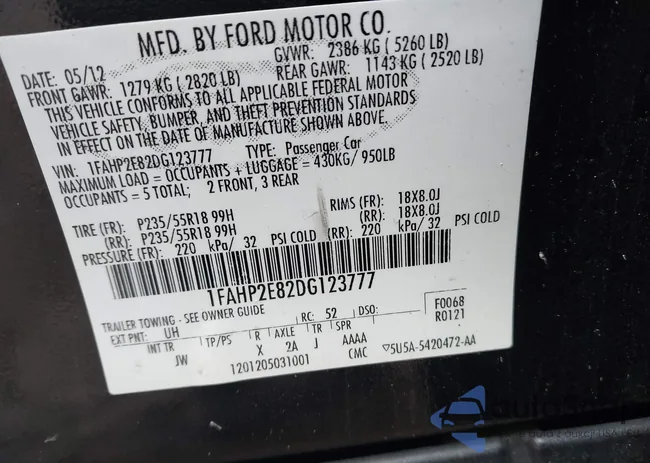 MFD. BY FORD MOTOR CO.
DATE: 05/12 GVWR: 2386 KG (5260 LB)
FRONT GAWR: 1279 KG (2820 LB) REAR GAWR: 1143 KG (2520 LB)
THIS VEHICLE CONFORMS TO ALL APPLICABLE FEDERAL MOTOR
VEHICLE SAFETY, BUMPER, AND THEFT PREVENTION STANDARDS
IN EFFECT ON THE DATE OF MANUFACTURE SHOWN ABOVE.
VIN: 1FAHP2E82DG123777 TYPE: Passenger Car
MAXIMUM LOAD = OCCUPANTS + LUGGAGE = 430KG/ 950LB
OCCUPANTS = 5 TOTAL; 2 FRONT, 3 REAR
TIRE (FR): P235/55R18 99H RIMS (FR): 18X8.0J
(RR): P235/55R18 99H (RR): 18X8.0J
PRESSURE (FR): 220 kPa/ 32 PSI COLD (RR): 220 kPa/ 32 PSI COLD
1FAHP2E82DG123777
TRAILER TOWING - SEE OWNER GUIDE
EXT PNT: UH RC: 52 DSO: F0068
R0121
INT TR TP/PS R AXLE TR SPR
JW X 2A J AAAA
1201205031001 CMC ▽5U5A-5420472-AA